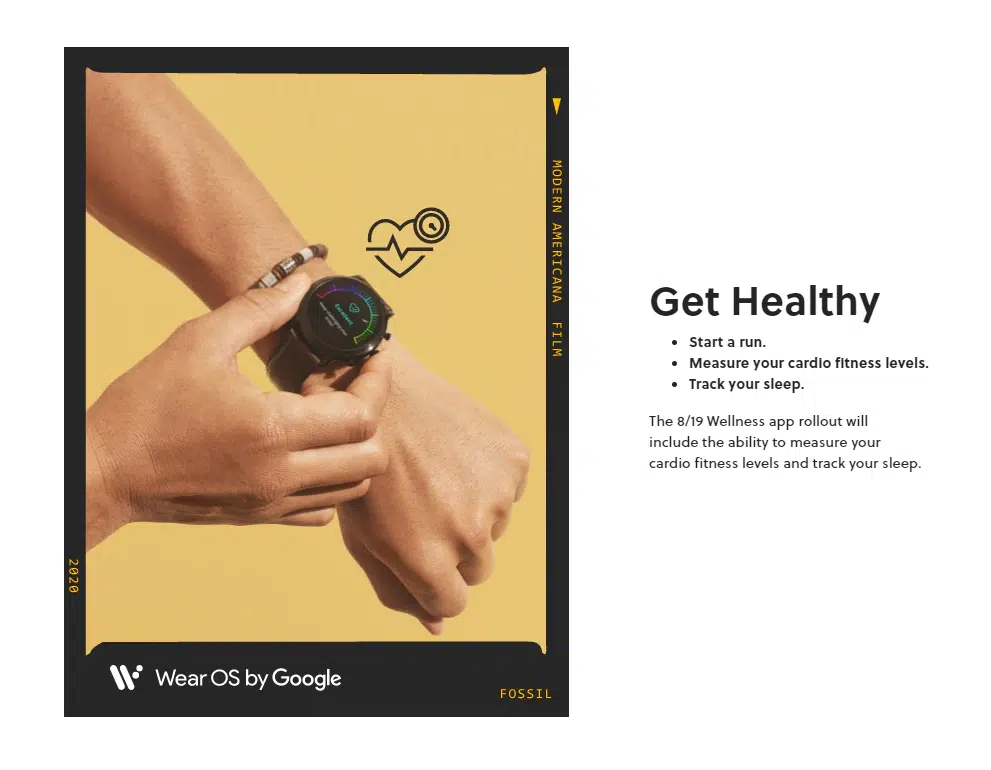 MODERN AMERICANA FILM
Excellent
2020
Wear OS by Google
FOSSIL
Get Healthy
• Start a run.
• Measure your cardio fitness levels.
• Track your sleep.
The 8/19 Wellness app rollout will
include the ability to measure your
cardio fitness levels and track your sleep.